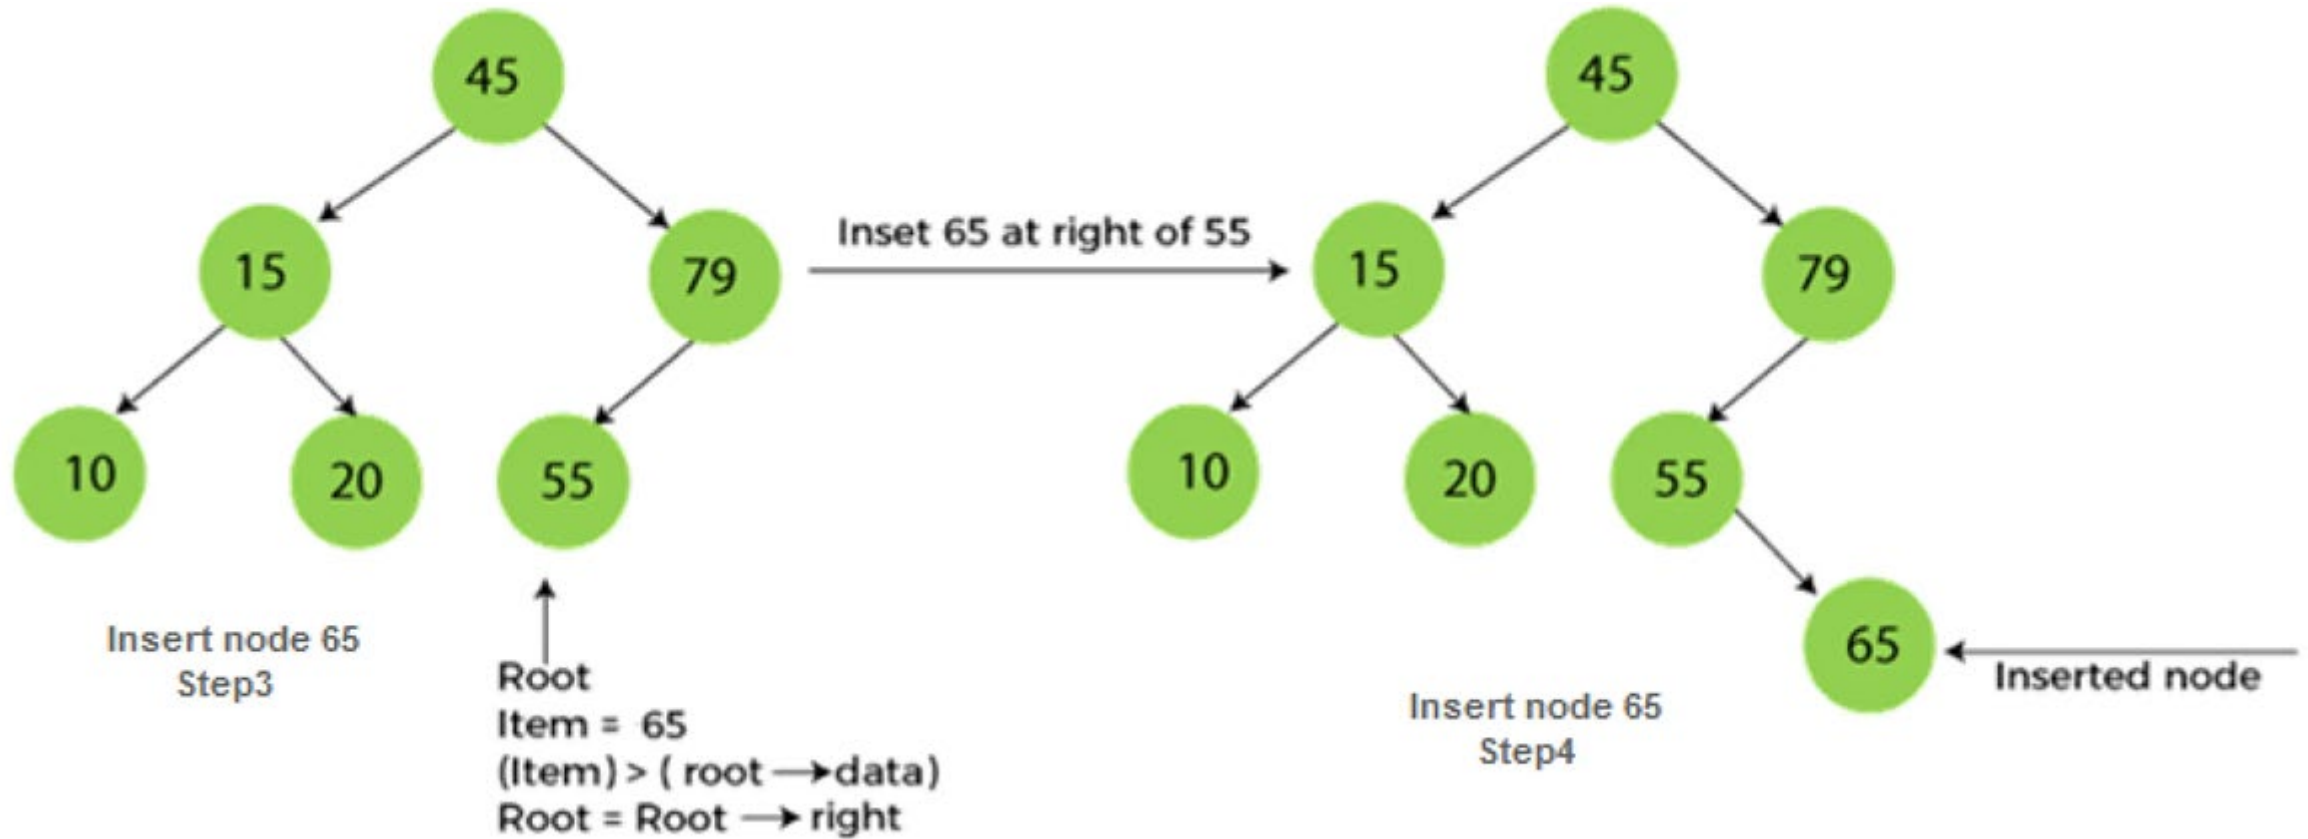 45
15
79
10
20
55
Insert node 65
Step3
Root
Item = 65
(Item) > ( root → data)
Root = Root → right
Inset 65 at right of 55
45
15
79
10
20
55
65
Inserted node
Insert node 65
Step4